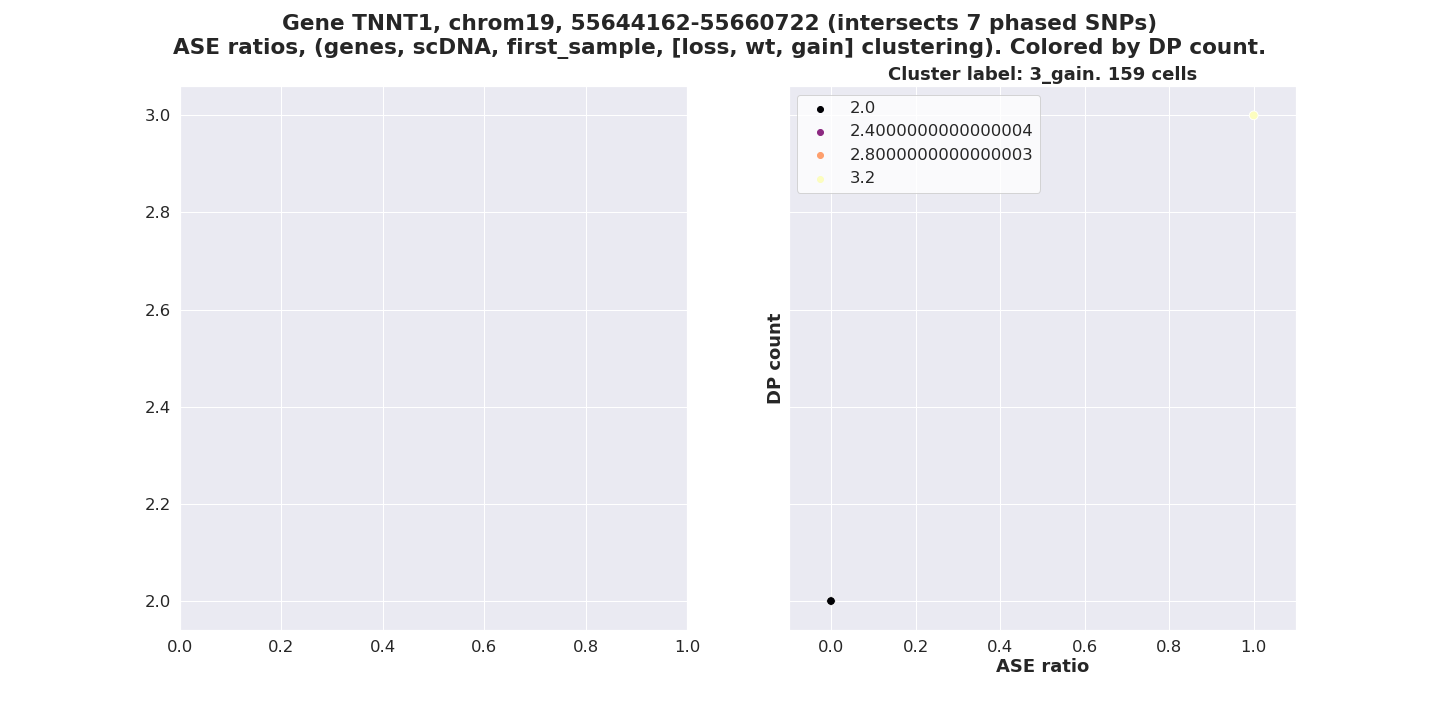 Gene TNNT1, chrom19, 55644162-55660722 (intersects 7 phased SNPs)
ASE ratios, (genes, scDNA, first_sample, [loss, wt, gain] clustering). Colored by DP count.
Cluster label: 3_gain. 159 cells
3.0
2.8
2.6
2.4
2.2
2.0
0.0 0.2 0.4 0.6 0.8 1.0
2.0
2.4000000000000004
2.8000000000000003
3.2
DP count
0.0 0.2 0.4 0.6 0.8 1.0
ASE ratio